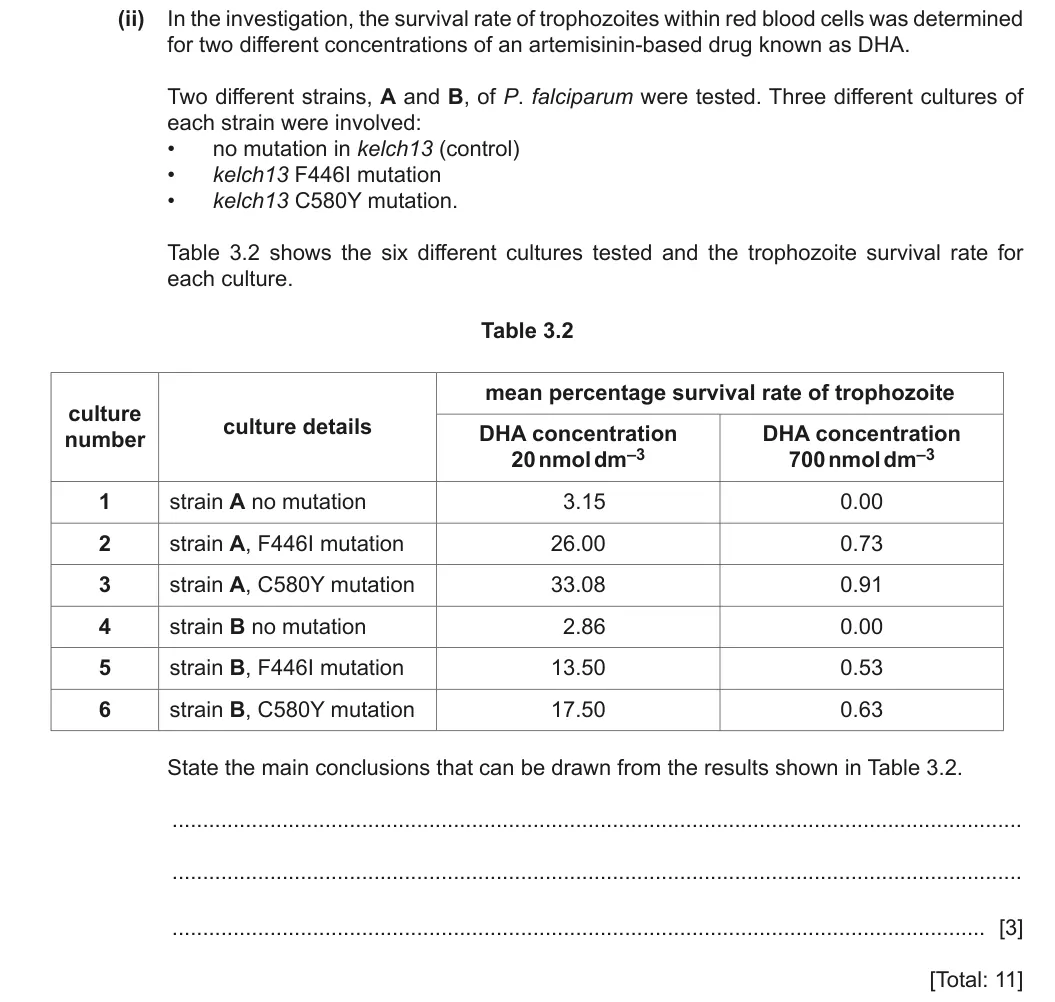 (ii) In the investigation, the survival rate of trophozoites within red blood cells was determined
for two different concentrations of an artemisinin-based drug known as DHA.
Two different strains, A and B, of P. falciparum were tested. Three different cultures of
each strain were involved:
• no mutation in kelch13 (control)
• kelch13 F446I mutation
• kelch13 C580Y mutation.
Table 3.2 shows the six different cultures tested and the trophozoite survival rate for
each culture.
Table 3.2
culture number culture details mean percentage survival rate of trophozoite
DHA concentration 20 nmol dm–3 DHA concentration 700 nmol dm–3
1 strain A no mutation 3.15 0.00
2 strain A, F446I mutation 26.00 0.73
3 strain A, C580Y mutation 33.08 0.91
4 strain B no mutation 2.86 0.00
5 strain B, F446I mutation 13.50 0.53
6 strain B, C580Y mutation 17.50 0.63
State the main conclusions that can be drawn from the results shown in Table 3.2.
...................................................................................................................................
...................................................................................................................................
............................................................................................................................. [3]
[Total: 11]